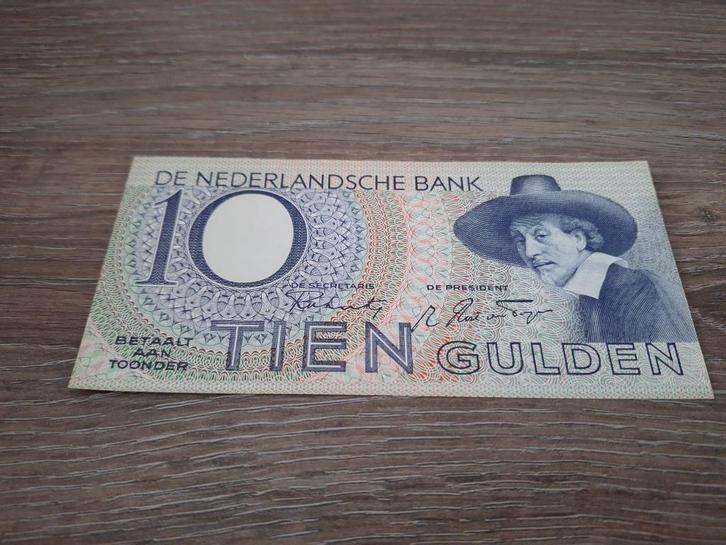 DE NEDERLANDSCHE BANK
10
DE SECRETARIS
DE PRESIDENT
BETAALT
AAN
TOONDER
TIEN GULDEN